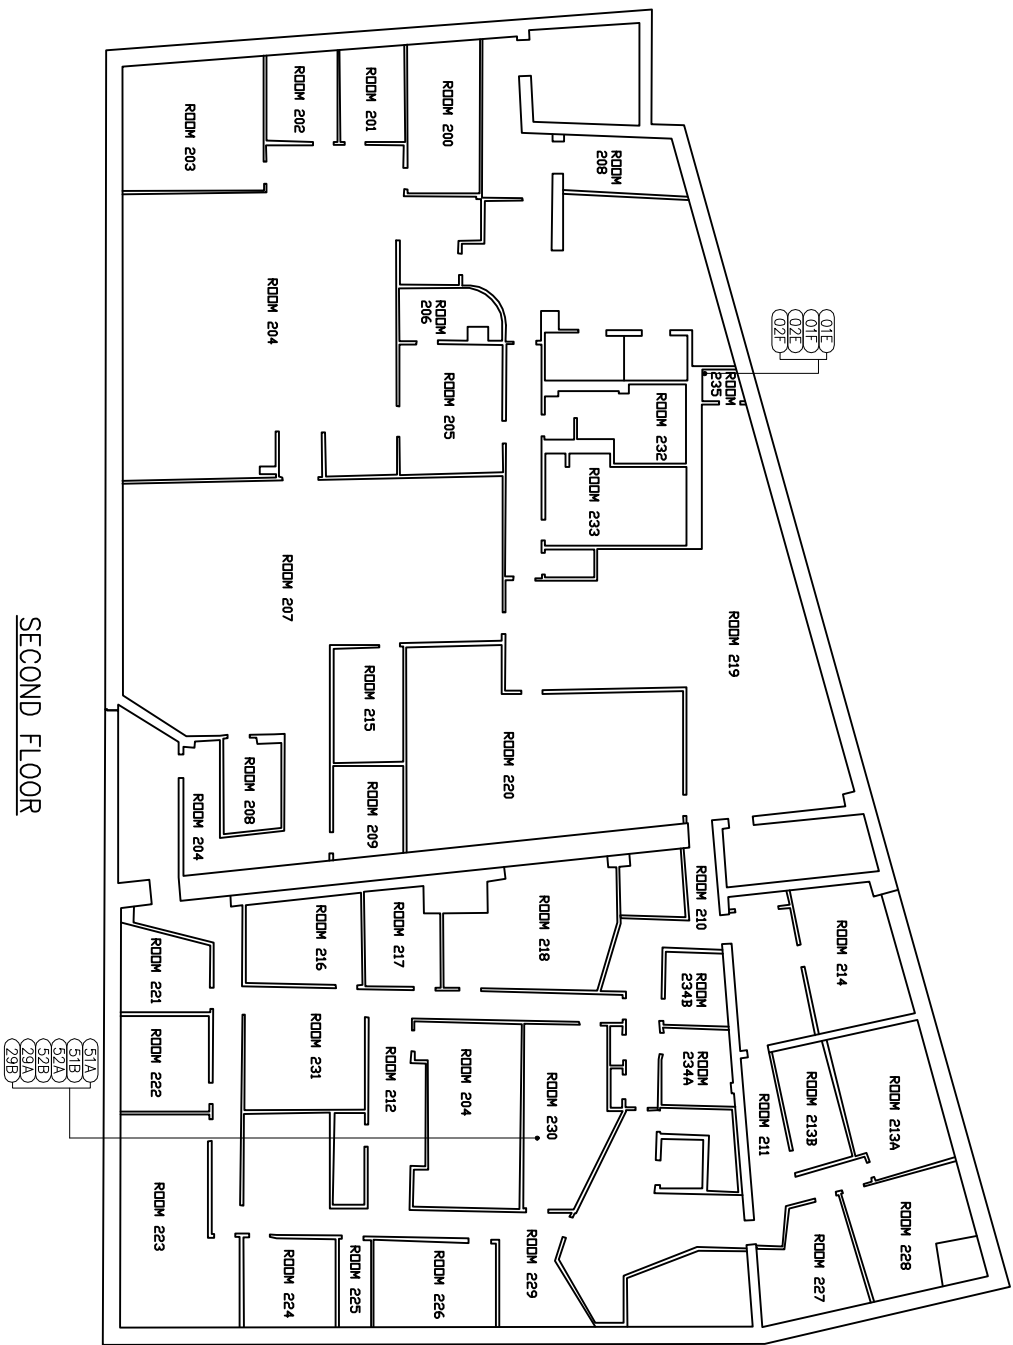 ROOM 228
ROOM 213A
ROOM 214
01E
01F
02E
02F
ROOM 227
ROOM 213B
ROOM 211
ROOM 219
ROOM
235
ROOM 210
ROOM
234B
ROOM
234A
ROOM 232
ROOM
208
ROOM 233
ROOM 218
ROOM 230
ROOM 229
ROOM 220
ROOM 204
ROOM 200
ROOM 205
ROOM
206
ROOM 226
ROOM 217
ROOM 212
ROOM 201
ROOM 215
ROOM 209
ROOM 225
ROOM 216
ROOM 231
ROOM 202
ROOM 224
ROOM 207
ROOM 204
ROOM 208
ROOM 204
ROOM 203
ROOM 221
ROOM 222
ROOM 223
51A
51B
52A
52B
29A
29B
SECOND FLOOR